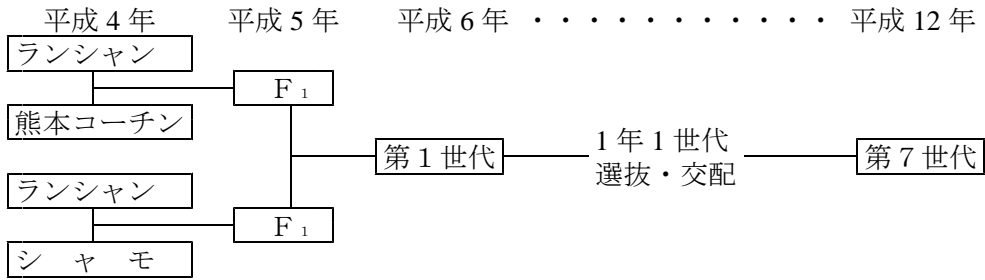 平成４年 平成５年 平成６年 ・・・・・・・・・・・ 平成 12 年
ランシャン
Ｆ₁
熊本コーチン
第１世代
１年１世代
選抜・交配
第７世代
ランシャン
Ｆ₁
シャモ